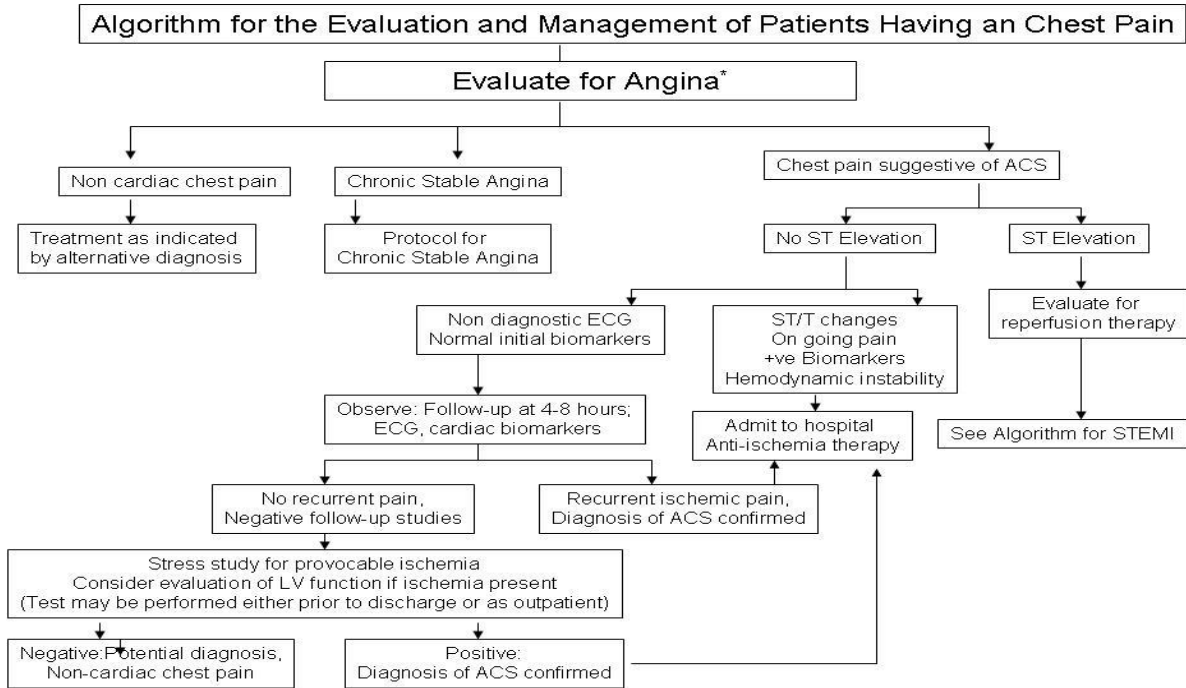 Algorithm for the Evaluation and Management of Patients Having an Chest Pain
Evaluate for Angina*
Non cardiac chest pain
Chronic Stable Angina
Chest pain suggestive of ACS
Treatment as indicated
by alternative diagnosis
Protocol for
Chronic Stable Angina
No ST Elevation
ST Elevation
Non diagnostic ECG
Normal initial biomarkers
ST/T changes
On going pain
+ve Biomarkers
Hemodynamic instability
Evaluate for
reperfusion therapy
Observe: Follow-up at 4-8 hours;
ECG, cardiac biomarkers
Admit to hospital
Anti-ischemia therapy
See Algorithm for STEMI
No recurrent pain,
Negative follow-up studies
Recurrent ischemic pain,
Diagnosis of ACS confirmed
Stress study for provocable ischemia
Consider evaluation of LV function if ischemia present
(Test may be performed either prior to discharge or as outpatient)
Negative:Potential diagnosis,
Non-cardiac chest pain
Positive:
Diagnosis of ACS confirmed